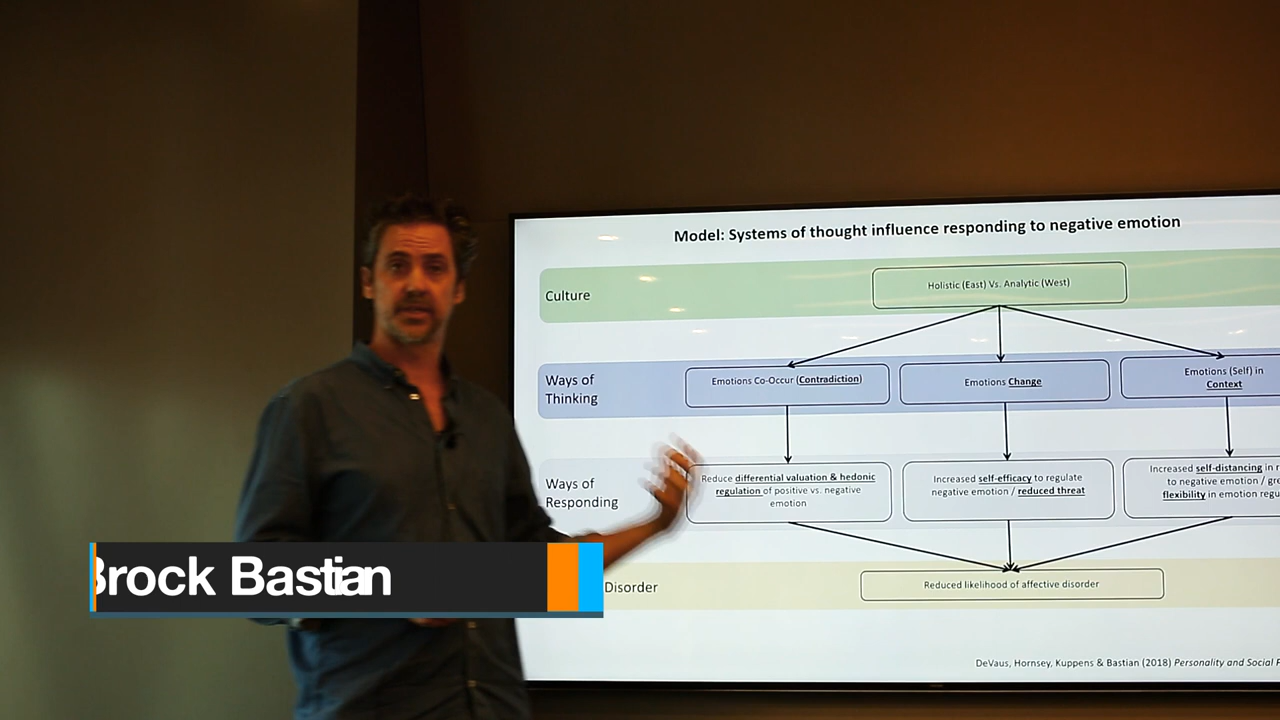 Model: Systems of thought influence responding to negative emotion
Culture
Holistic (East) Vs. Analytic (West)
Ways of
Thinking
Emotions Co-Occur (Contradiction)
Emotions Change
Emotions (Self) in
Context
Ways of
Responding
Reduce differential valuation & hedonic
regulation of positive vs. negative
emotion
Increased self-efficacy to regulate
negative emotion / reduced threat
Increased self-distancing in
to negative emotion /
flexibility in emotion
Brock Bastian
Disorder
Reduced likelihood of affective disorder
DeVaus, Hornsey, Kuppens & Bastian (2018) Personality and Social